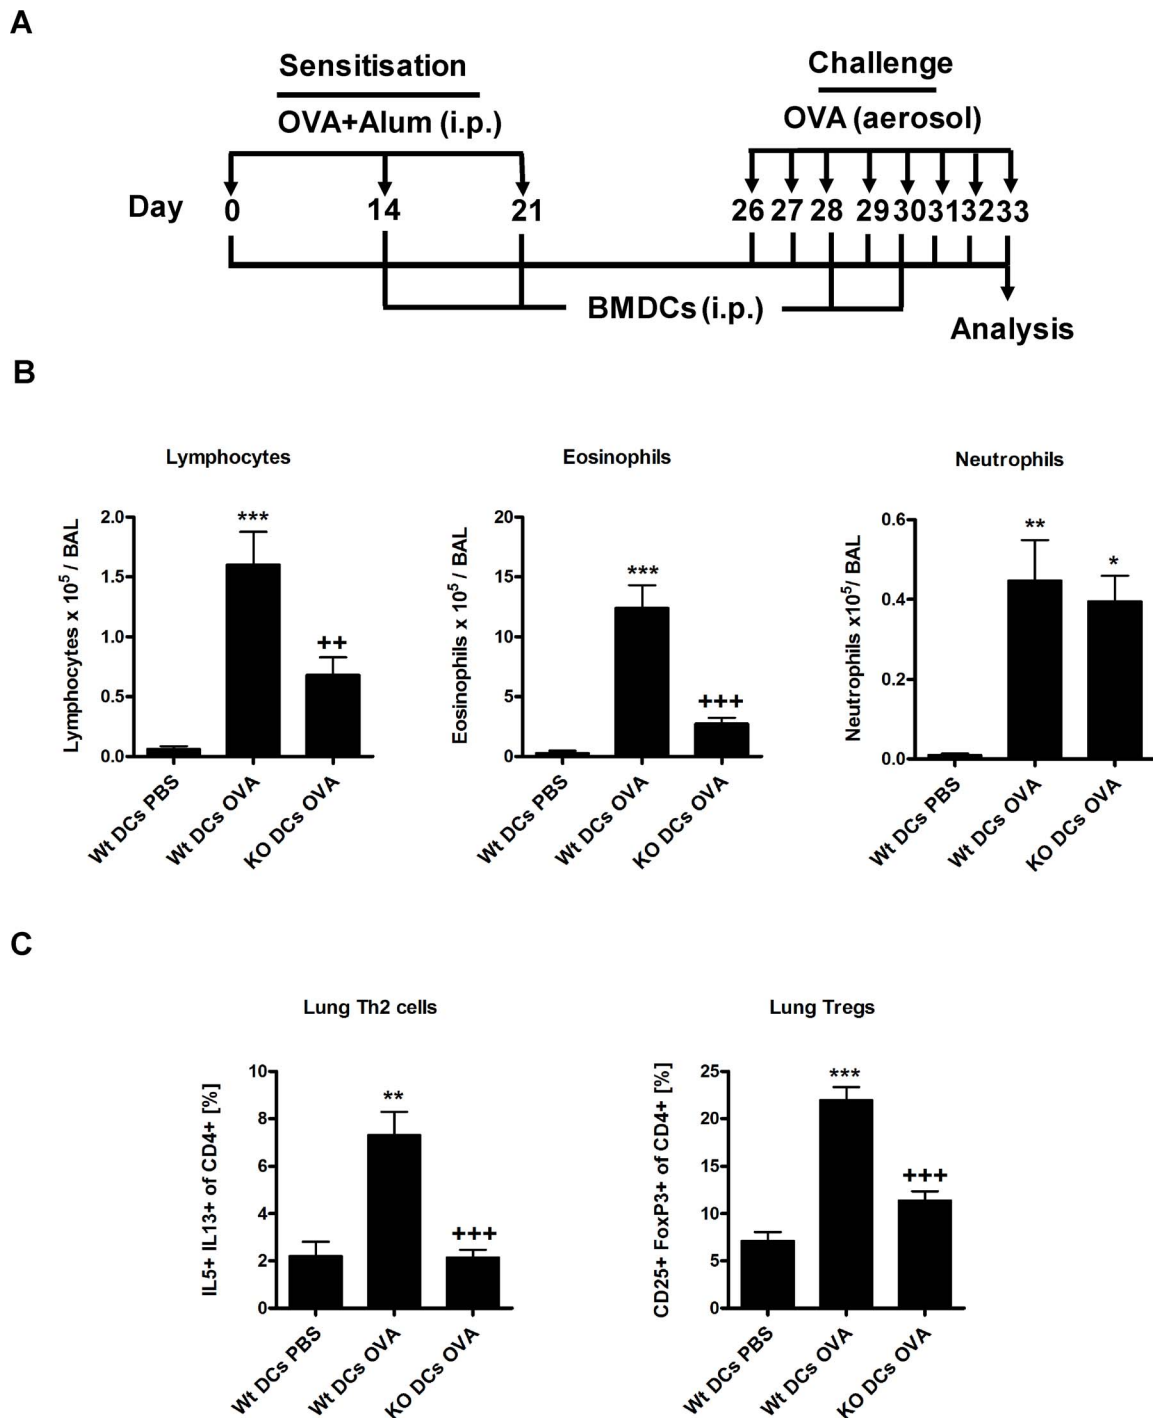 A
Sensitisation
OVA+Alum (i.p.)
Challenge
OVA (aerosol)
Day 0 14 21 26 27 28 29 30 31 32 33
BMDCs (i.p.)
Analysis
B
Lymphocytes
Lymphocytes x 10⁵ / BAL
2.0
1.5
1.0
0.5
0.0
***
++
Wt DCs PBS
Wt DCs OVA
KO DCs OVA
Eosinophils
Eosinophils x 10⁵ / BAL
20
15
10
5
0
***
+++
Wt DCs PBS
Wt DCs OVA
KO DCs OVA
Neutrophils
Neutrophils x10⁵/ BAL
0.6
0.4
0.2
0.0
**
*
Wt DCs PBS
Wt DCs OVA
KO DCs OVA
C
Lung Th2 cells
IL5+ IL13+ of CD4+ [%]
10
8
6
4
2
0
**
+++
Wt DCs PBS
Wt DCs OVA
KO DCs OVA
Lung Tregs
CD25+ FoxP3+ of CD4+ [%]
25
20
15
10
5
0
***
+++
Wt DCs PBS
Wt DCs OVA
KO DCs OVA